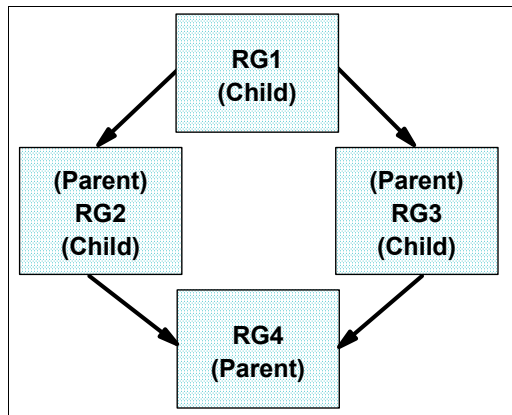 RG1
(Child)
(Parent)
RG2
(Child)
(Parent)
RG3
(Child)
RG4
(Parent)